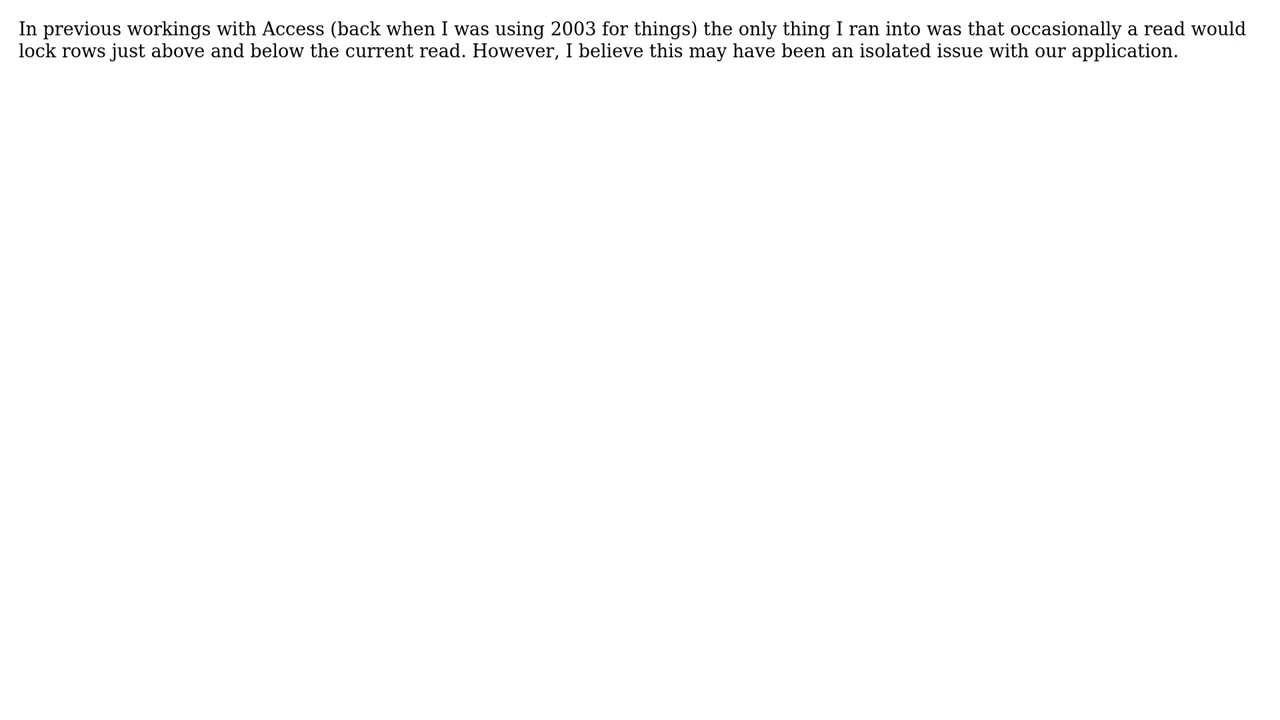 In previous workings with Access (back when I was using 2003 for things) the only thing I ran into was that occasionally a read would
lock rows just above and below the current read. However, I believe this may have been an isolated issue with our application.